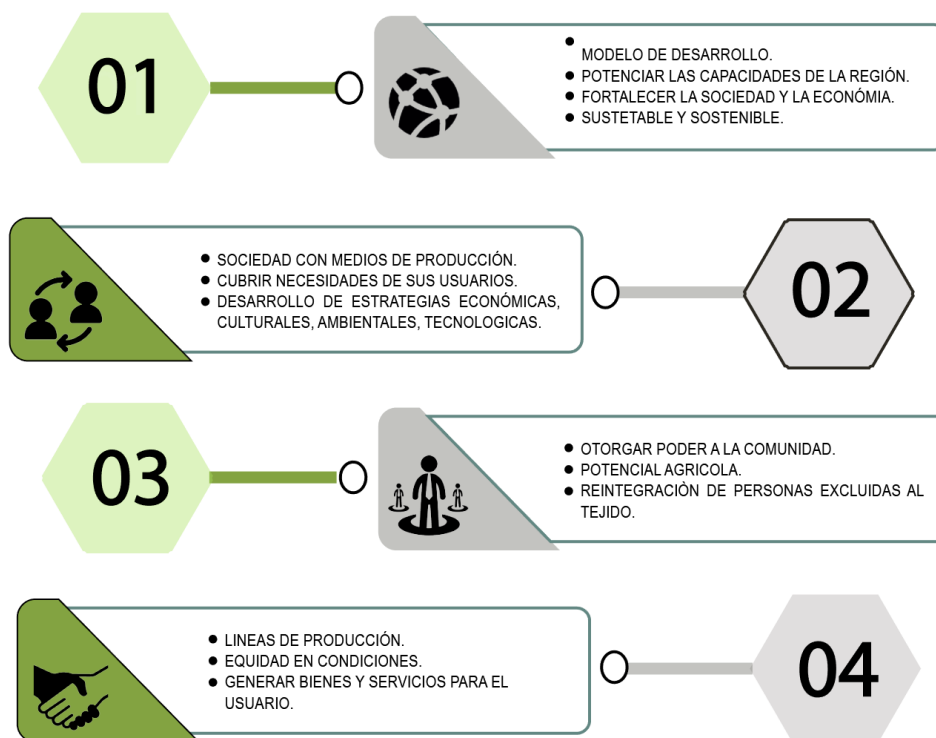 01
●
MODELO DE DESARROLLO.
● POTENCIAR LAS CAPACIDADES DE LA REGIÓN.
● FORTALECER LA SOCIEDAD Y LA ECONÓMIA.
● SUSTETABLE Y SOSTENIBLE.
● SOCIEDAD CON MEDIOS DE PRODUCCIÓN.
● CUBRIR NECESIDADES DE SUS USUARIOS.
● DESARROLLO DE ESTRATEGIAS ECONÓMICAS,
CULTURALES, AMBIENTALES, TECNOLOGICAS.
02
03
● OTORGAR PODER A LA COMUNIDAD.
● POTENCIAL AGRICOLA.
● REINTEGRACIÒN DE PERSONAS EXCLUIDAS AL
TEJIDO.
● LINEAS DE PRODUCCIÓN.
● EQUIDAD EN CONDICIONES.
● GENERAR BIENES Y SERVICIOS PARA EL
USUARIO.
04